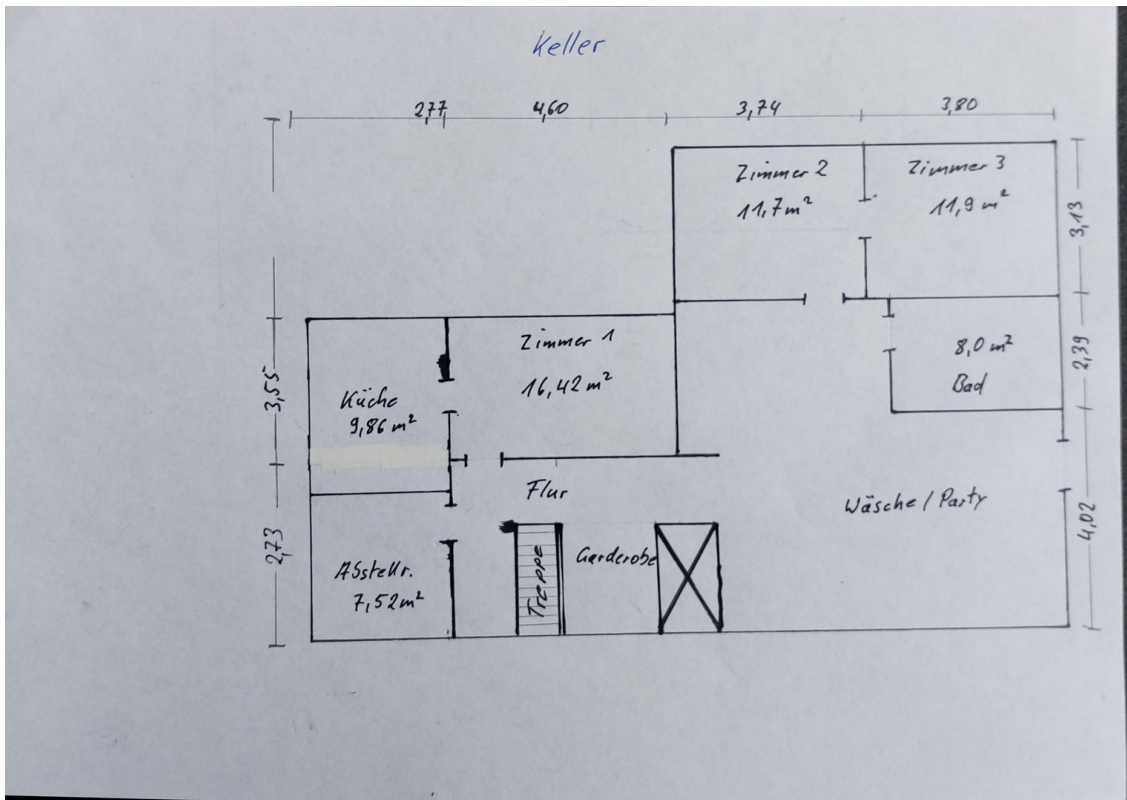 Keller
2,77
4,60
3,74
3,80
Zimmer 2
11,7 m²
Zimmer 3
11,9 m²
3,13
Zimmer 1
16,42 m²
8,0 m²
Bad
2,39
3,55
Küche
9,86 m²
Flur
Wäsche / Party
4,02
2,73
Abstellr.
7,52 m²
Treppe
Garderobe